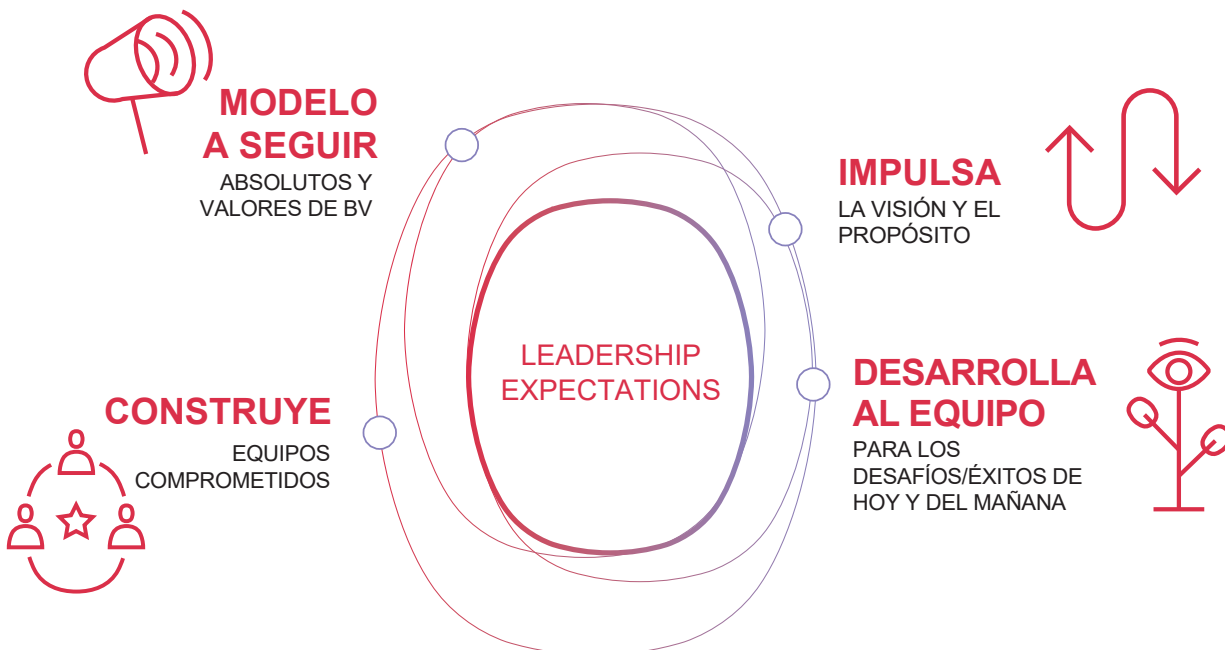 MODELO
A SEGUIR
ABSOLUTOS Y
VALORES DE BV
IMPULSA
LA VISIÓN Y EL
PROPÓSITO
LEADERSHIP
EXPECTATIONS
CONSTRUYE
EQUIPOS
COMPROMETIDOS
DESARROLLA
AL EQUIPO
PARA LOS
DESAFÍOS/ÉXITOS DE
HOY Y DEL MAÑANA